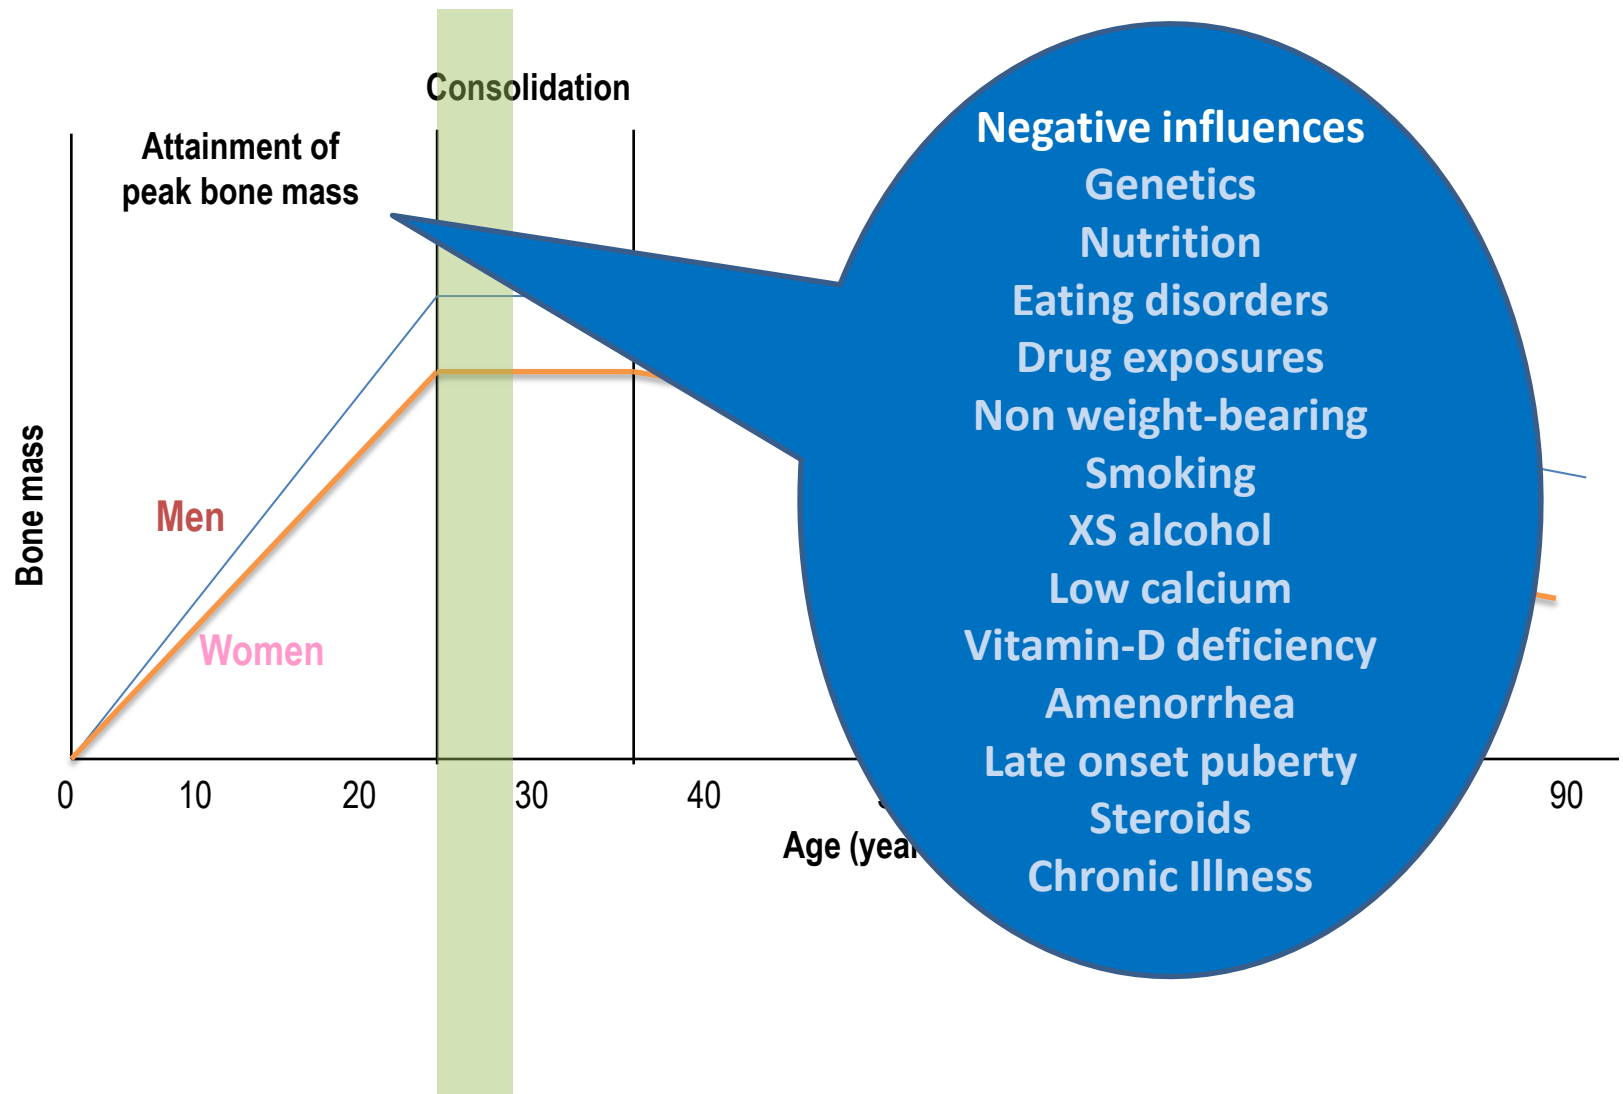 Consolidation
Attainment of
peak bone mass
Negative influences
Genetics
Nutrition
Eating disorders
Drug exposures
Non weight-bearing
Smoking
XS alcohol
Low calcium
Vitamin-D deficiency
Amenorrhea
Late onset puberty
Steroids
Chronic Illness
Bone mass
Men
Women
0 10 20 30 40 90
Age